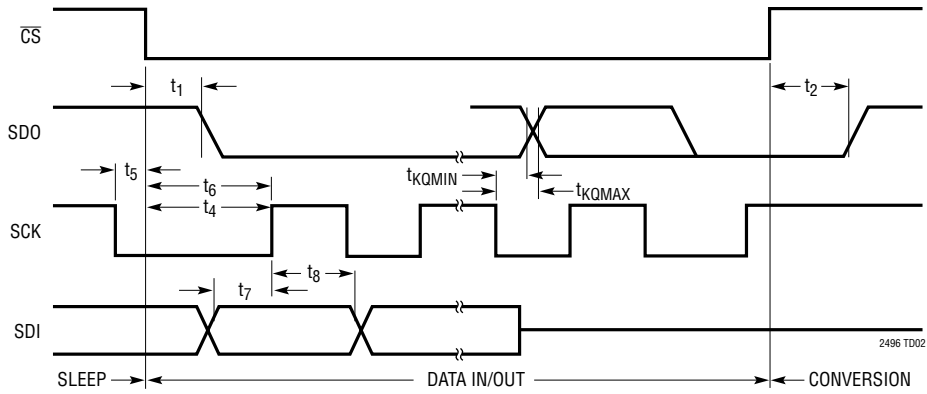 CS
t1
t2
SDO
t5
t6
tKQMIN
t4
tKQMAX
SCK
t8
t7
SDI
2496 TD02
SLEEP
DATA IN/OUT
CONVERSION